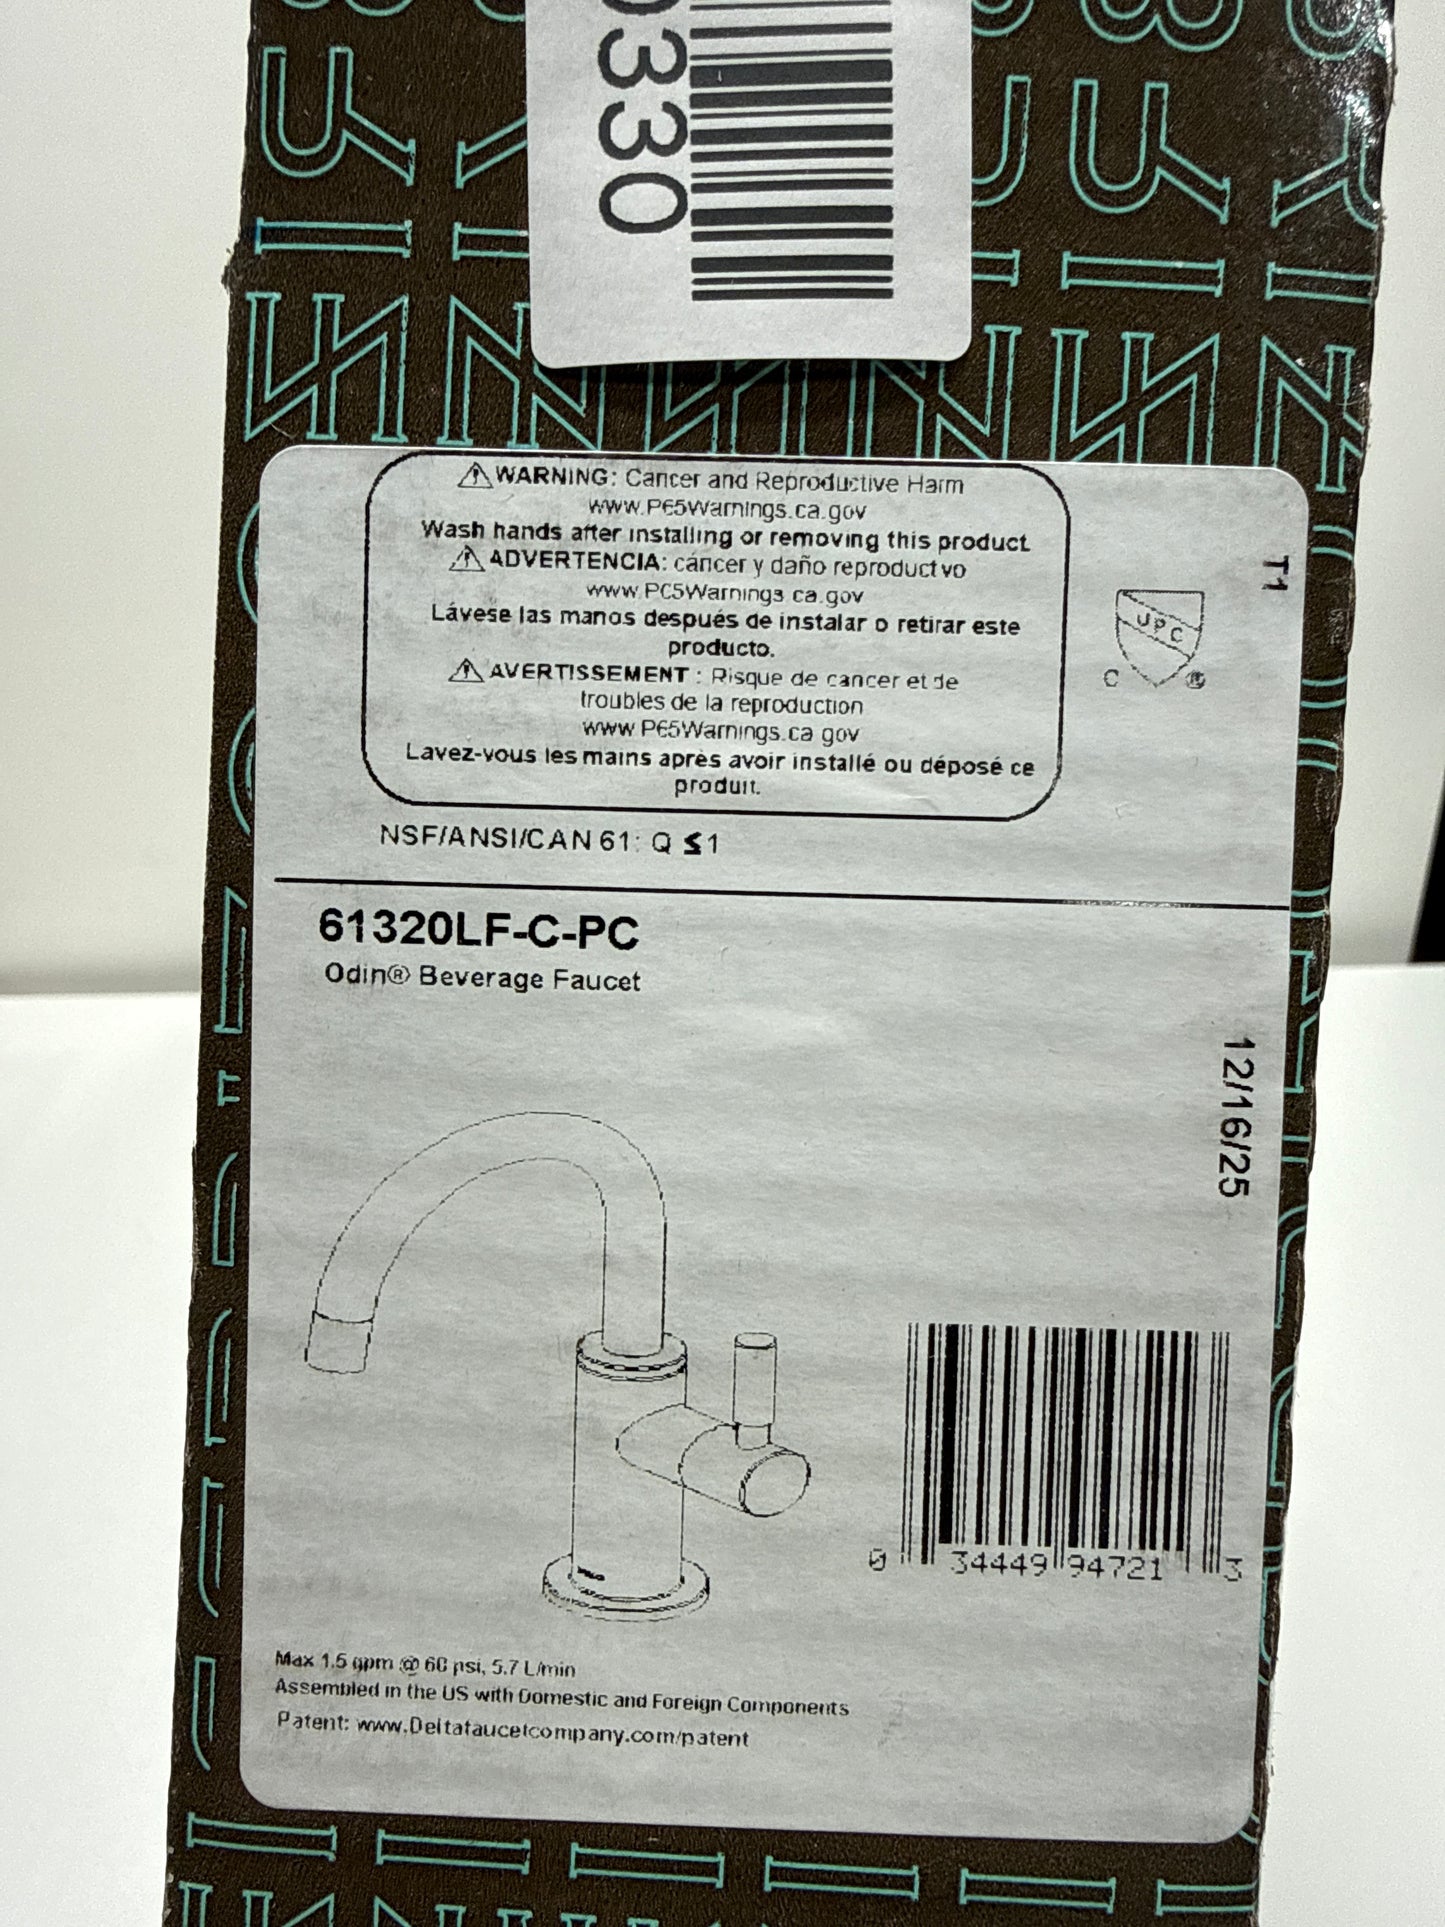 0330
⚠WARNING: Cancer and Reproductive Harm
www.P65Warnings.ca.gov
Wash hands after installing or removing this product.
⚠ADVERTENCIA: cáncer y daño reproductivo
www.P65Warnings.ca.gov
Lávese las manos después de instalar o retirar este
producto.
⚠AVERTISSEMENT : Risque de cancer et de
troubles de la reproduction
www.P65Warnings.ca.gov
Lavez-vous les mains après avoir installé ou déposé ce
produit.
T1
UPC
C ®
NSF/ANSI/CAN 61: Q ≤1
61320LF-C-PC
Odin® Beverage Faucet
12/16/25
0 34449 94721 3
Max 1.5 gpm @ 60 psi, 5.7 L/min
Assembled in the US with Domestic and Foreign Components
Patent: www.Deltafaucetcompany.com/patent